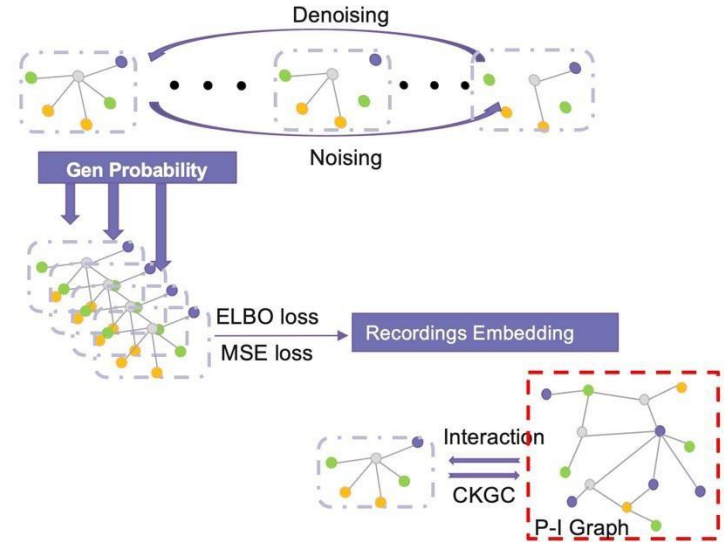 Denoising
Noising
Gen Probability
ELBO loss
MSE loss
Recordings Embedding
Interaction
CKGC
P-I Graph